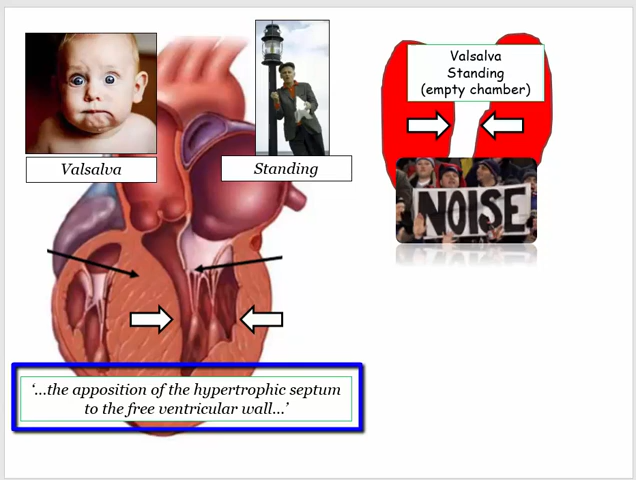 Valsalva
Standing
Valsalva
Standing
(empty chamber)
NOISE
'...the apposition of the hypertrophic septum
to the free ventricular wall...'